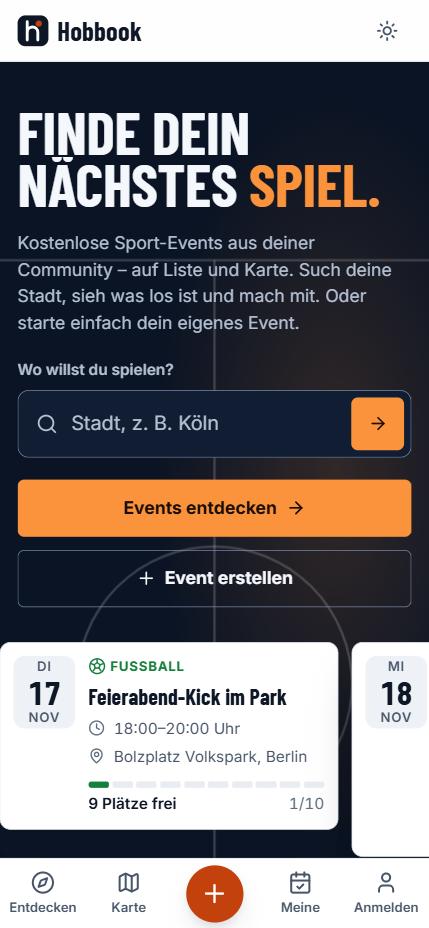 Hobbook
FINDE DEIN
NÄCHSTES SPIEL.
Kostenlose Sport-Events aus deiner
Community – auf Liste und Karte. Such deine
Stadt, sieh was los ist und mach mit. Oder
starte einfach dein eigenes Event.
Wo willst du spielen?
Stadt, z. B. Köln
Events entdecken
Event erstellen
DI
17
NOV
FUSSBALL
Feierabend-Kick im Park
18:00–20:00 Uhr
Bolzplatz Volkspark, Berlin
9 Plätze frei 1/10
MI
18
NOV
Entdecken Karte Meine Anmelden